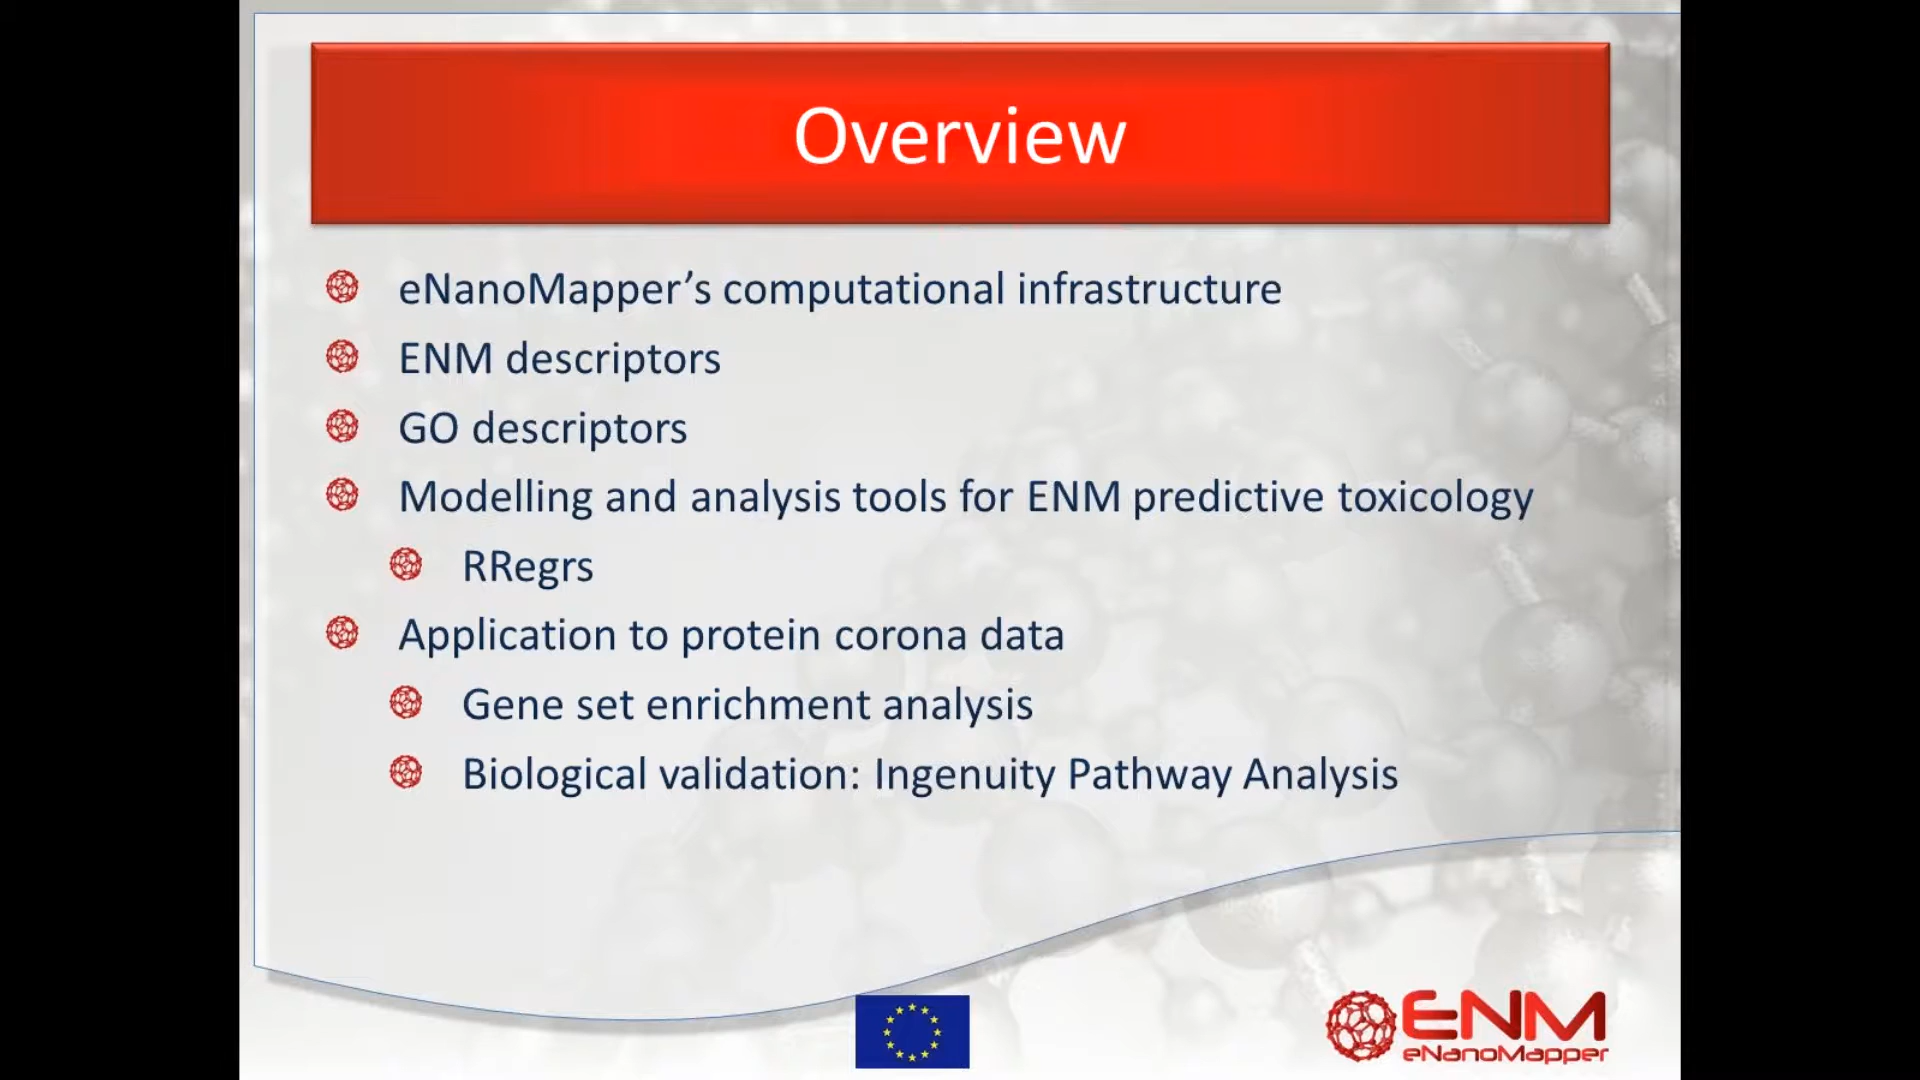 Overview
eNanoMapper’s computational infrastructure
ENM descriptors
GO descriptors
Modelling and analysis tools for ENM predictive toxicology
RRegrs
Application to protein corona data
Gene set enrichment analysis
Biological validation: Ingenuity Pathway Analysis
ENM
eNanoMapper